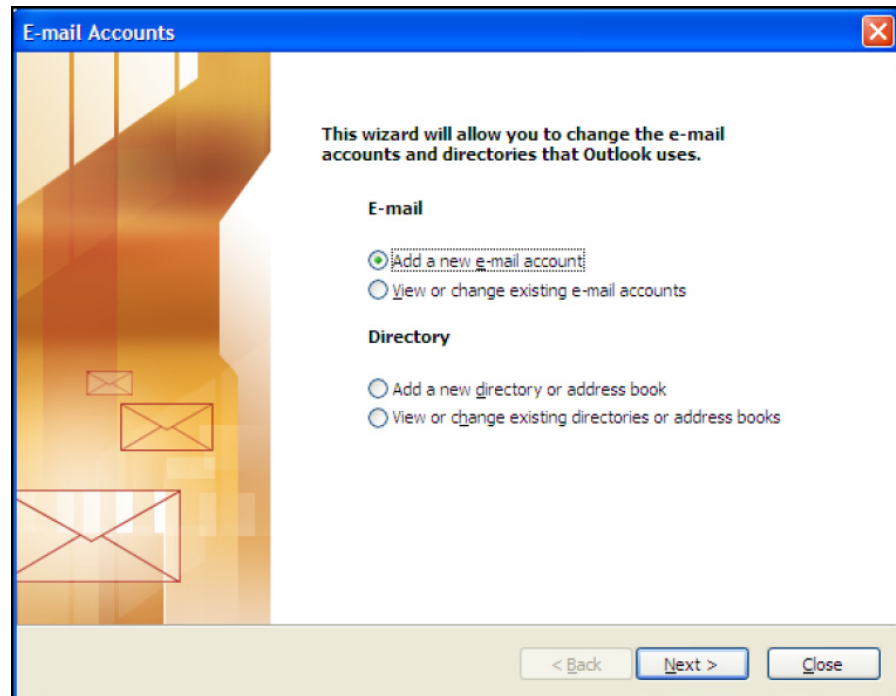 E-mail Accounts
This wizard will allow you to change the e-mail
accounts and directories that Outlook uses.
E-mail
Add a new e-mail account
View or change existing e-mail accounts
Directory
Add a new directory or address book
View or change existing directories or address books
< Back Next > Close